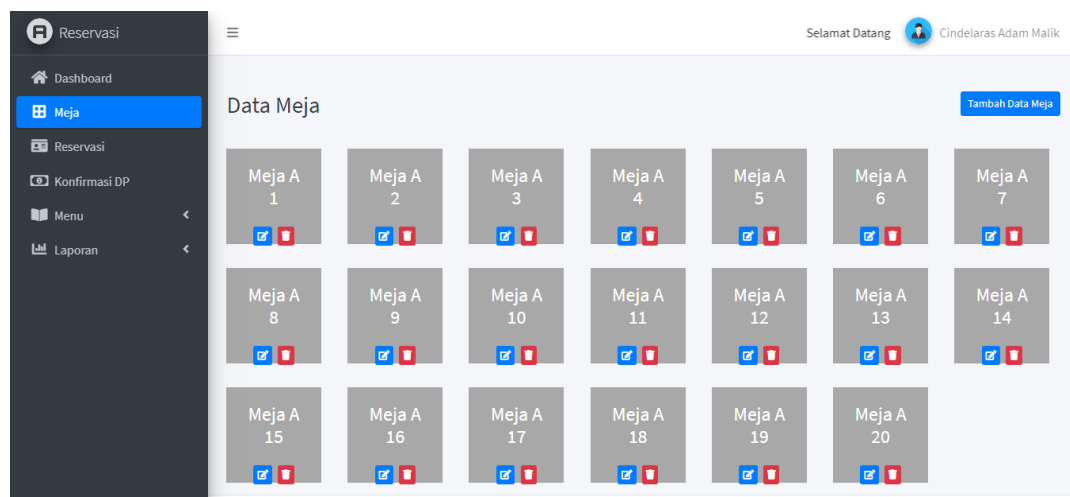 Reservasi
Selamat Datang Cindelaras Adam Malik
Dashboard
Meja
Reservasi
Konfirmasi DP
Menu
Laporan
Data Meja
Tambah Data Meja
Meja A
1
Meja A
2
Meja A
3
Meja A
4
Meja A
5
Meja A
6
Meja A
7
Meja A
8
Meja A
9
Meja A
10
Meja A
11
Meja A
12
Meja A
13
Meja A
14
Meja A
15
Meja A
16
Meja A
17
Meja A
18
Meja A
19
Meja A
20